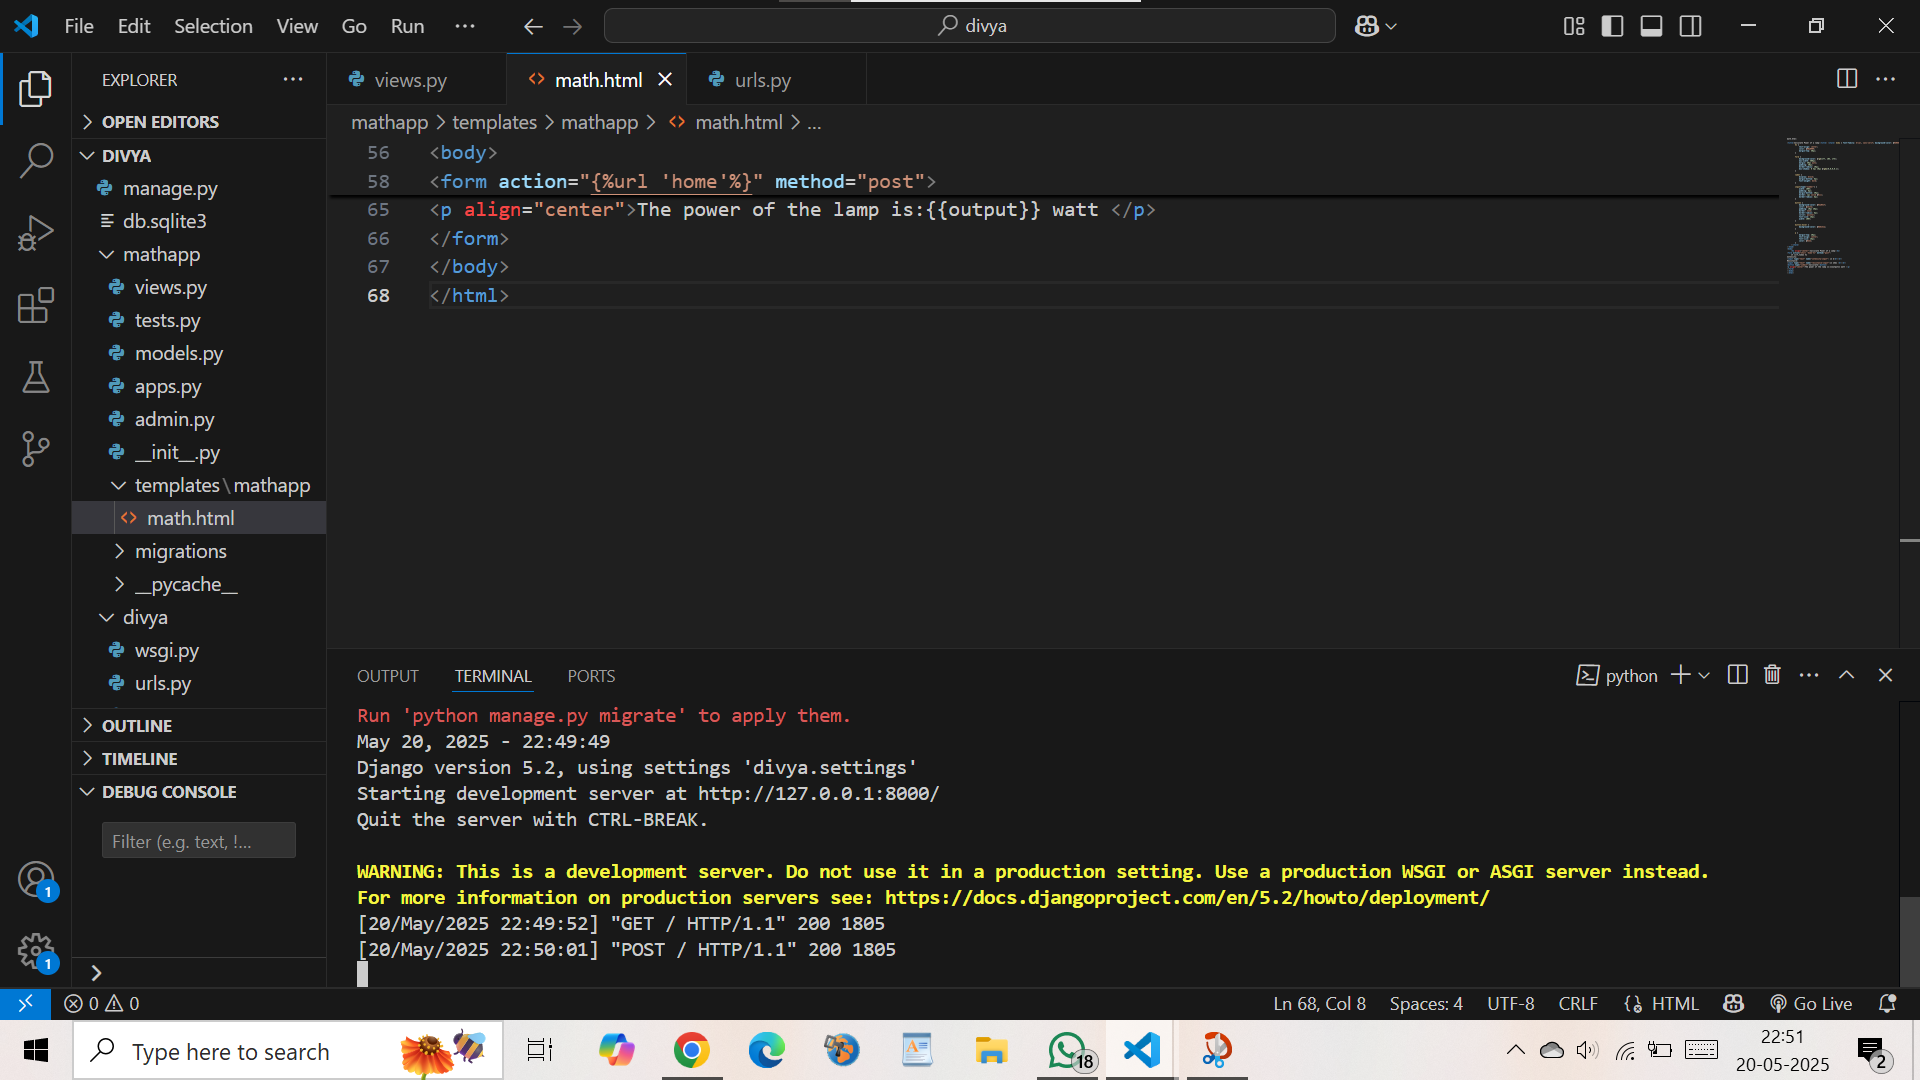 File Edit Selection View Go Run ···
divya
EXPLORER
OPEN EDITORS
DIVYA
manage.py
db.sqlite3
mathapp
views.py
tests.py
models.py
apps.py
admin.py
__init__.py
templates\mathapp
math.html
migrations
__pycache__
divya
wsgi.py
urls.py
OUTLINE
TIMELINE
DEBUG CONSOLE
Filter (e.g. text, !...
1
1
views.py math.html urls.py
mathapp > templates > mathapp > math.html > ...
56 <body>
58 <form action="{%url 'home'%}" method="post">
65 <p align="center">The power of the lamp is:{{output}} watt </p>
66 </form>
67 </body>
68 </html>
OUTPUT TERMINAL PORTS
python
Run 'python manage.py migrate' to apply them.
May 20, 2025 - 22:49:49
Django version 5.2, using settings 'divya.settings'
Starting development server at http://127.0.0.1:8000/
Quit the server with CTRL-BREAK.
WARNING: This is a development server. Do not use it in a production setting. Use a production WSGI or ASGI server instead.
For more information on production servers see: https://docs.djangoproject.com/en/5.2/howto/deployment/
[20/May/2025 22:49:52] "GET / HTTP/1.1" 200 1805
[20/May/2025 22:50:01] "POST / HTTP/1.1" 200 1805
0 0
Ln 68, Col 8 Spaces: 4 UTF-8 CRLF HTML Go Live
Type here to search
18
22:51
20-05-2025
2